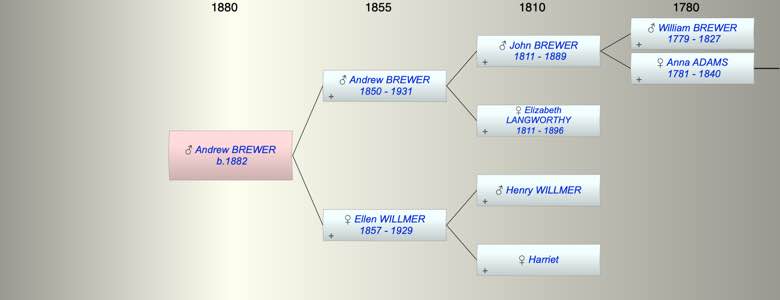 1880 1855 1810 1780
♂ William BREWER
1779 - 1827
+
♂ John BREWER
1811 - 1889
+
♀ Anna ADAMS
1781 - 1840
+
♂ Andrew BREWER
1850 - 1931
+
♀ Elizabeth
LANGWORTHY
1811 - 1896
+
♂ Andrew BREWER
b.1882
♂ Henry WILLMER
+
♀ Ellen WILLMER
1857 - 1929
+
♀ Harriet
+